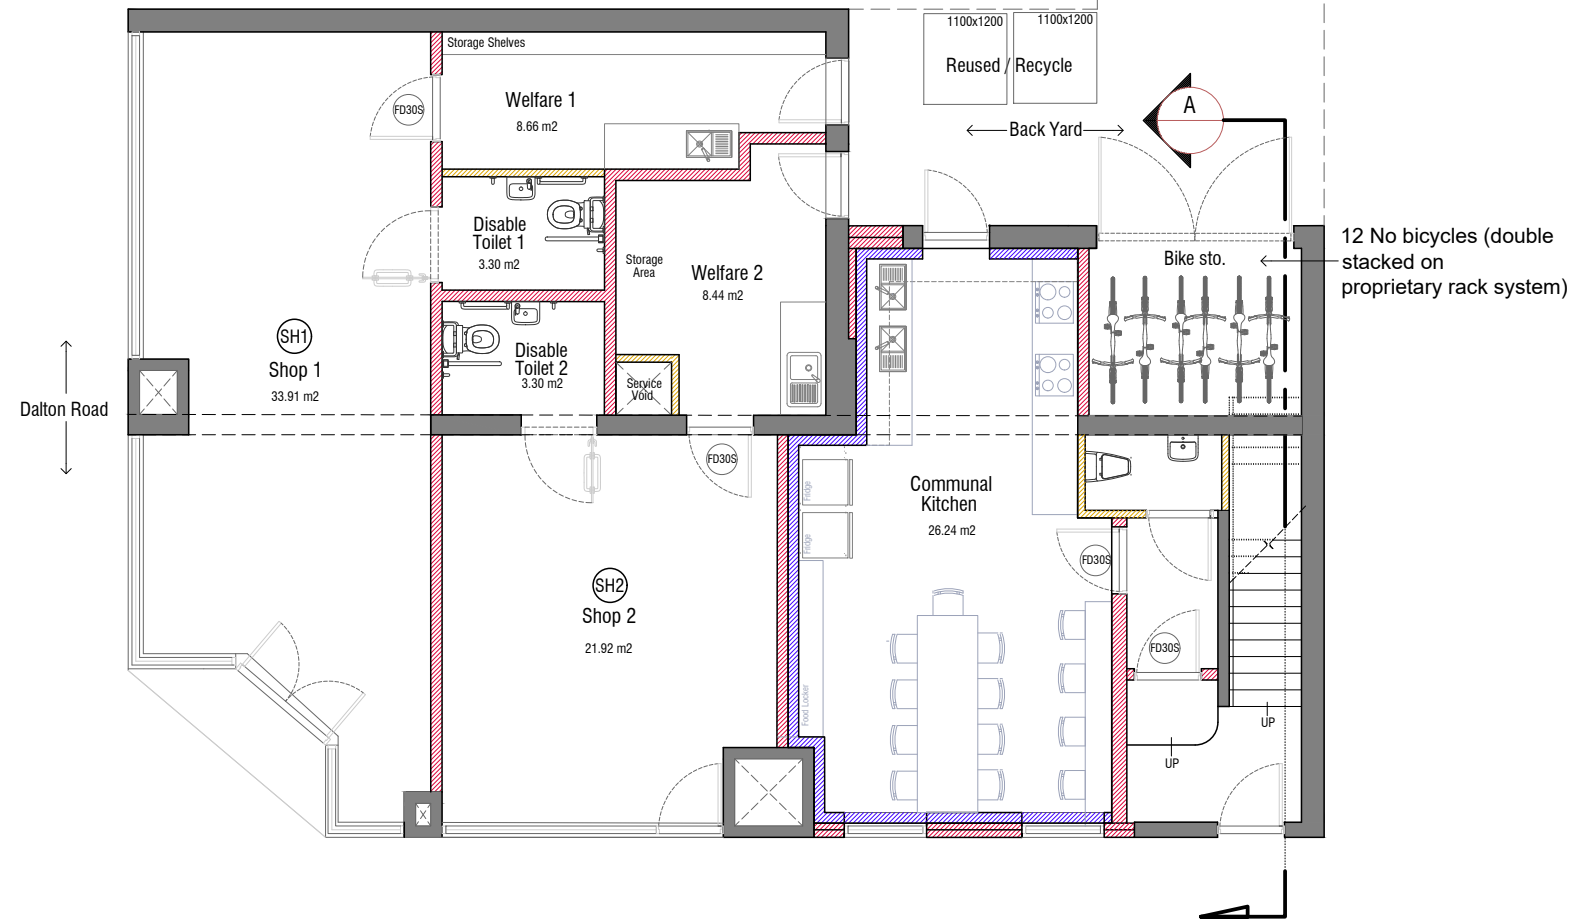 1100x1200
1100x1200
Reused / Recycle
Back Yard
A
Storage Shelves
Welfare 1
8.66 m2
FD30S
Disable
Toilet 1
3.30 m2
Storage
Area
Welfare 2
8.44 m2
Bike sto.
12 No bicycles (double
stacked on
proprietary rack system)
SH1
Shop 1
33.91 m2
Disable
Toilet 2
3.30 m2
Service
Void
Dalton Road
FD30S
Fridge
Fridge
Communal
Kitchen
26.24 m2
FD30S
SH2
Shop 2
21.92 m2
FD30S
Food Locker
UP
UP